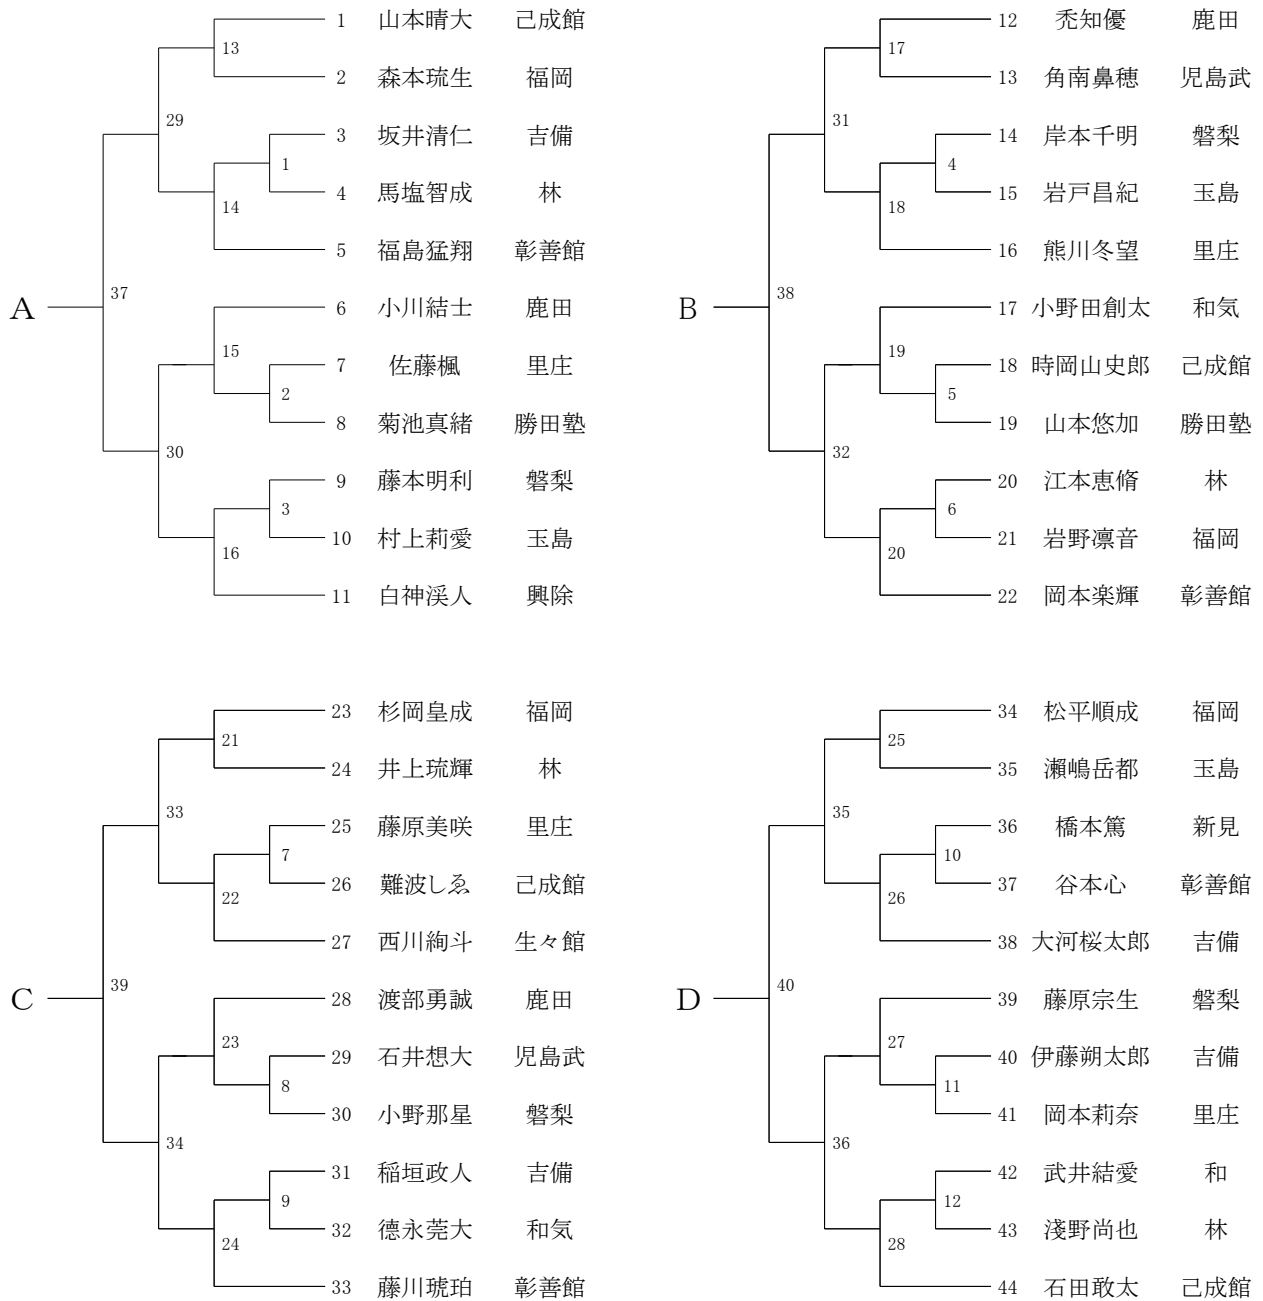 1 山本晴大 己成館
13
2 森本琉生 福岡
29
3 坂井清仁 吉備
1
4 馬塩智成 林
14
5 福島猛翔 彰善館
A 37
6 小川結士 鹿田
15
7 佐藤楓 里庄
2
8 菊池真緒 勝田塾
30
9 藤本明利 磐梨
3
10 村上莉愛 玉島
16
11 白神渓人 興除
12 禿知優 鹿田
17
13 角南鼻穂 児島武
31
14 岸本千明 磐梨
4
15 岩戸昌紀 玉島
18
16 熊川冬望 里庄
B 38
17 小野田創太 和気
19
18 時岡山史郎 己成館
5
19 山本悠加 勝田塾
32
20 江本恵脩 林
6
21 岩野凛音 福岡
20
22 岡本楽輝 彰善館
23 杉岡皇成 福岡
21
24 井上琉輝 林
33
25 藤原美咲 里庄
7
26 難波しゑ 己成館
22
27 西川絢斗 生々館
C 39
28 渡部勇誠 鹿田
23
29 石井想大 児島武
8
30 小野那星 磐梨
34
31 稲垣政人 吉備
9
32 德永莞大 和気
24
33 藤川琥珀 彰善館
34 松平順成 福岡
25
35 瀬嶋岳都 玉島
35
36 橋本篤 新見
10
37 谷本心 彰善館
26
38 大河桜太郎 吉備
D 40
39 藤原宗生 磐梨
27
40 伊藤朔太郎 吉備
11
41 岡本莉奈 里庄
36
42 武井結愛 和
12
43 淺野尚也 林
28
44 石田敢太 己成館